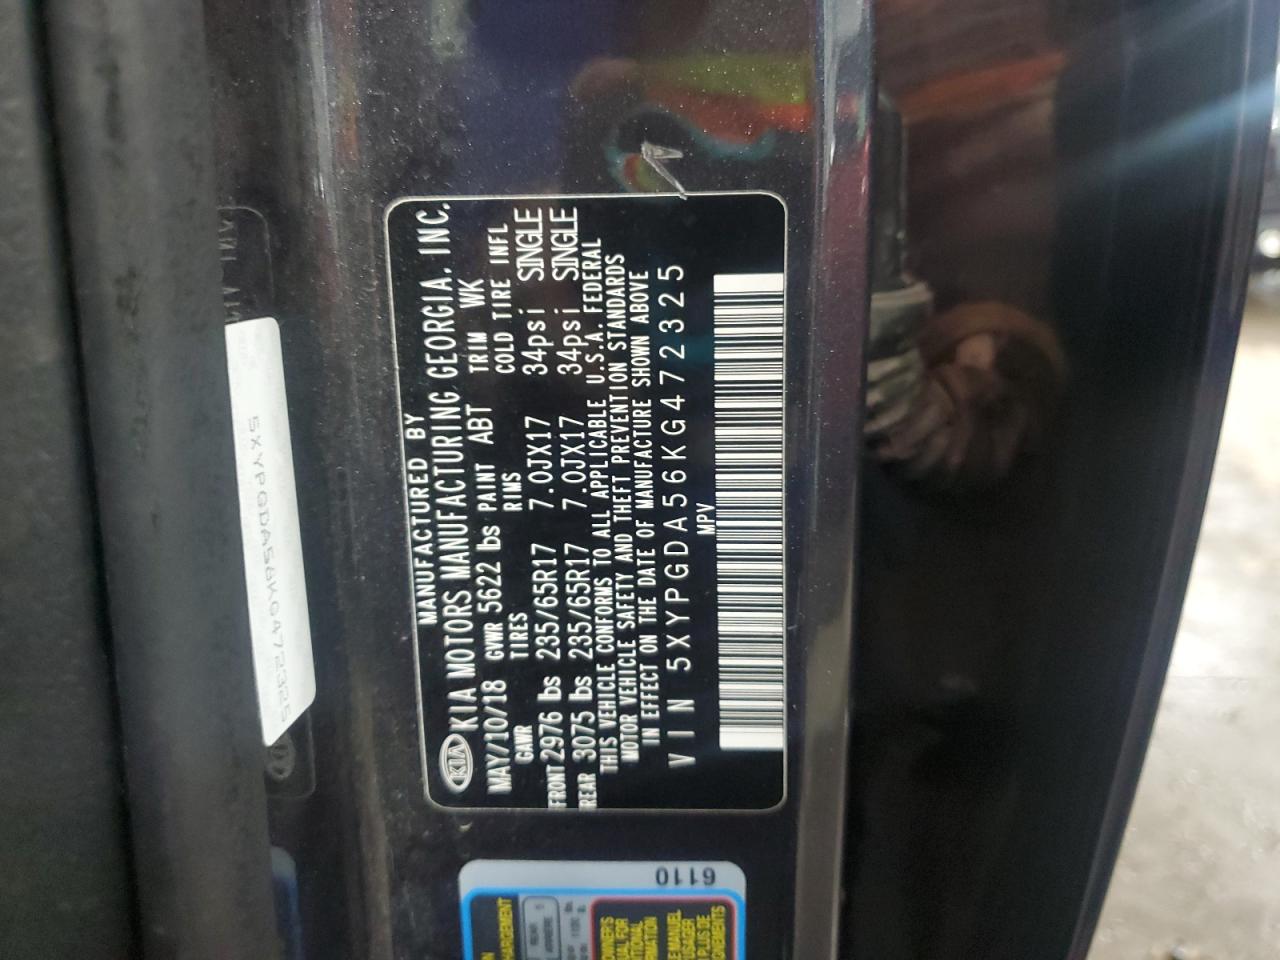 MANUFACTURED BY
KIA KIA MOTORS MANUFACTURING GEORGIA, INC.
MAY/10/18 GVWR 5622 lbs PAINT ABT TRIM WK
GAWR TIRES RIMS COLD TIRE INFL
FRONT 2976 lbs 235/65R17 7.0JX17 34psi SINGLE
REAR 3075 lbs 235/65R17 7.0JX17 34psi SINGLE
THIS VEHICLE CONFORMS TO ALL APPLICABLE U.S.A. FEDERAL
MOTOR VEHICLE SAFETY AND THEFT PREVENTION STANDARDS
IN EFFECT ON THE DATE OF MANUFACTURE SHOWN ABOVE
VIN 5XYPGDA56KG472325
MPV
5XYPGDA56KG472325
6110